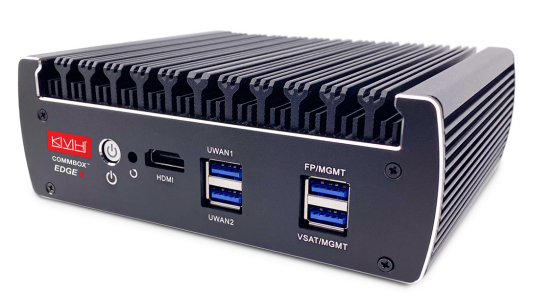 KVH
COMMBOX™
EDGE
HDMI
UWAN1
UWAN2
FP/MGMT
VSAT/MGMT